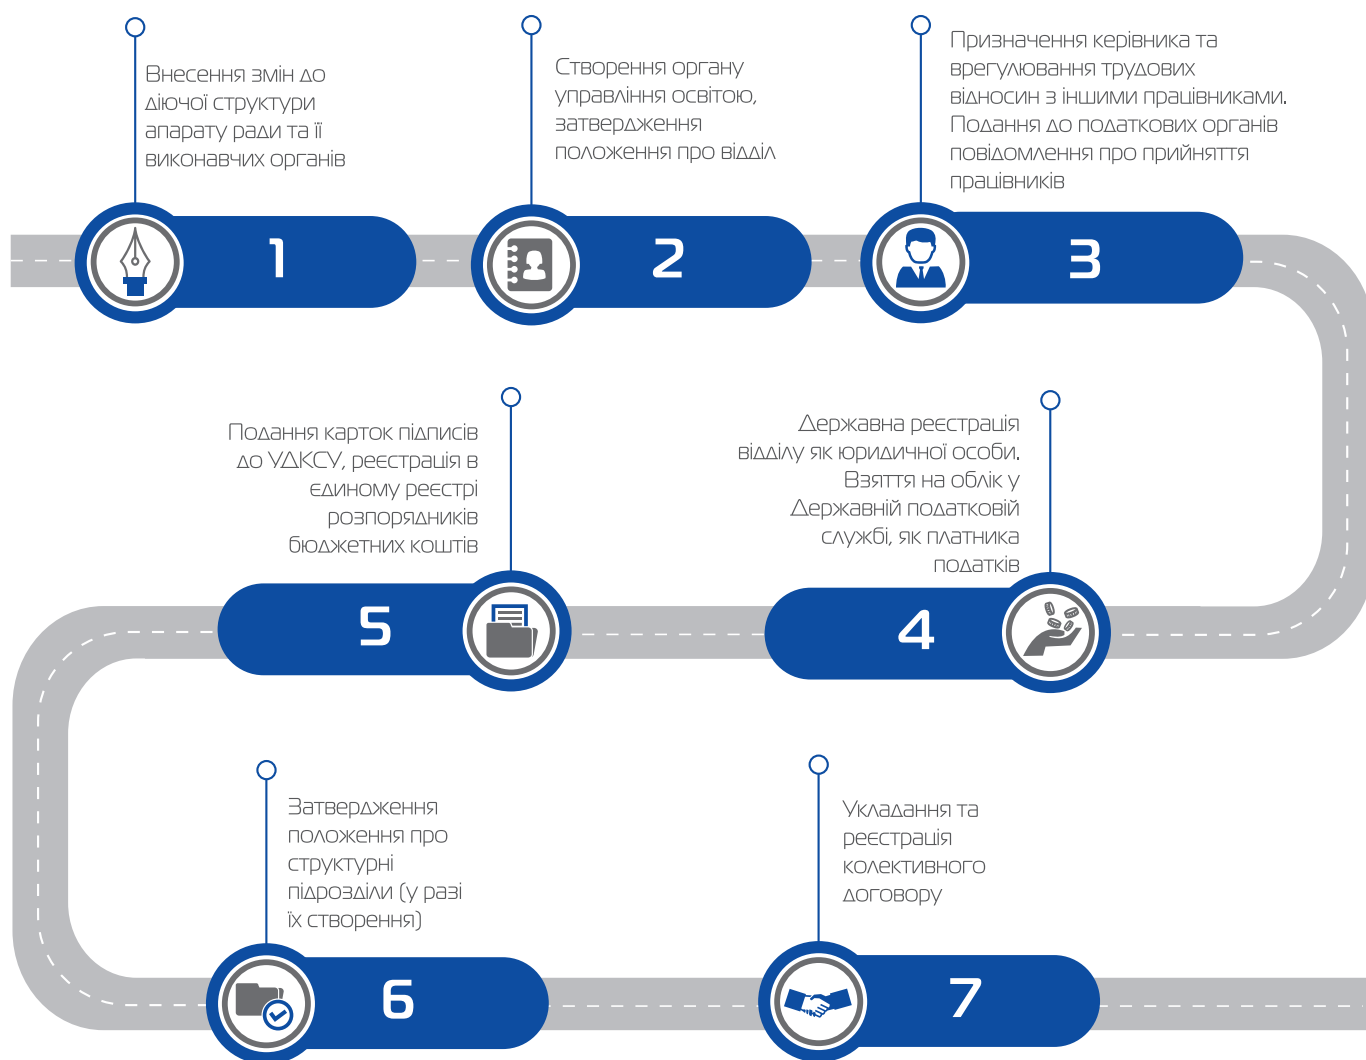 Внесення змін до
діючої структури
апарату ради та її
виконавчих органів
1
Створення органу
управління освітою,
затвердження
положення про відділ
2
Призначення керівника та
врегулювання трудових
відносин з іншими працівниками.
Подання до податкових органів
повідомлення про прийняття
працівників
3
Державна реєстрація
відділу як юридичної особи.
Взяття на облік у
Державній податковій
службі, як платника
податків
4
Подання карток підписів
до УДКСУ, реєстрація в
єдиному реєстрі
розпорядників
бюджетних коштів
5
Затвердження
положення про
структурні
підрозділи (у разі
їх створення)
6
Укладання та
реєстрація
колективного
договору
7